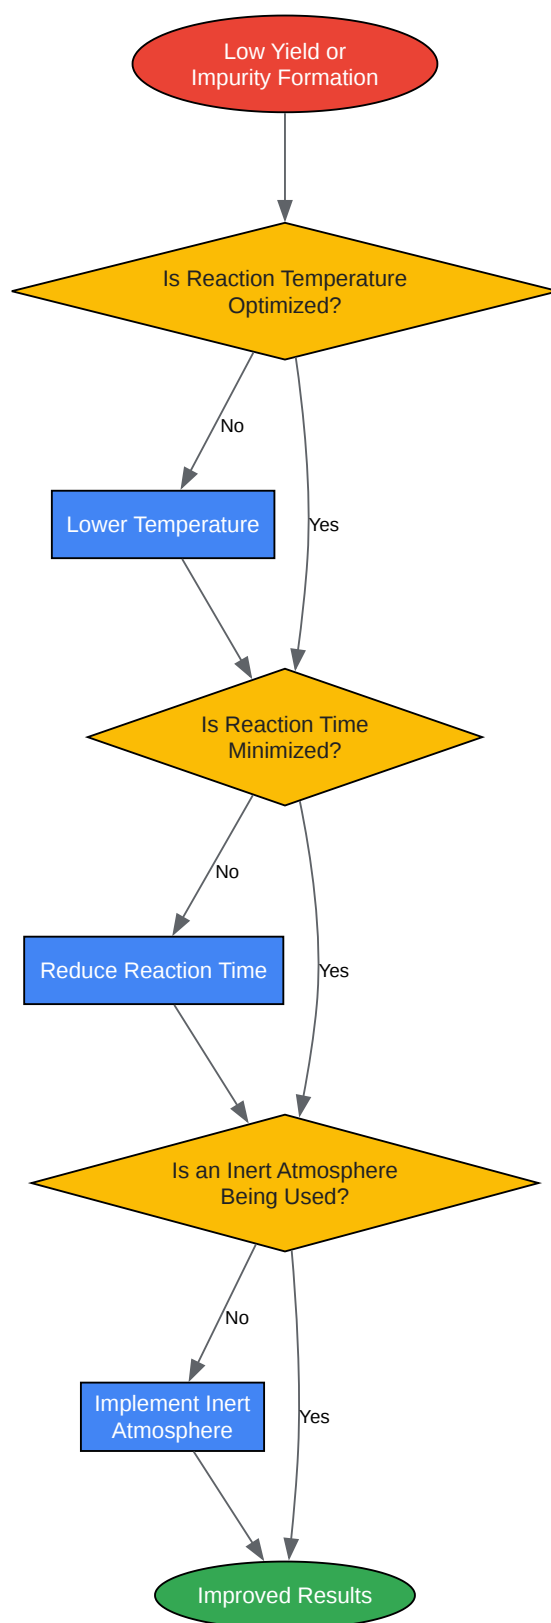 Low Yield or
Impurity Formation
Is Reaction Temperature
Optimized?
No
Lower Temperature
Yes
Is Reaction Time
Minimized?
No
Reduce Reaction Time
Yes
Is an Inert Atmosphere
Being Used?
No
Implement Inert
Atmosphere
Yes
Improved Results